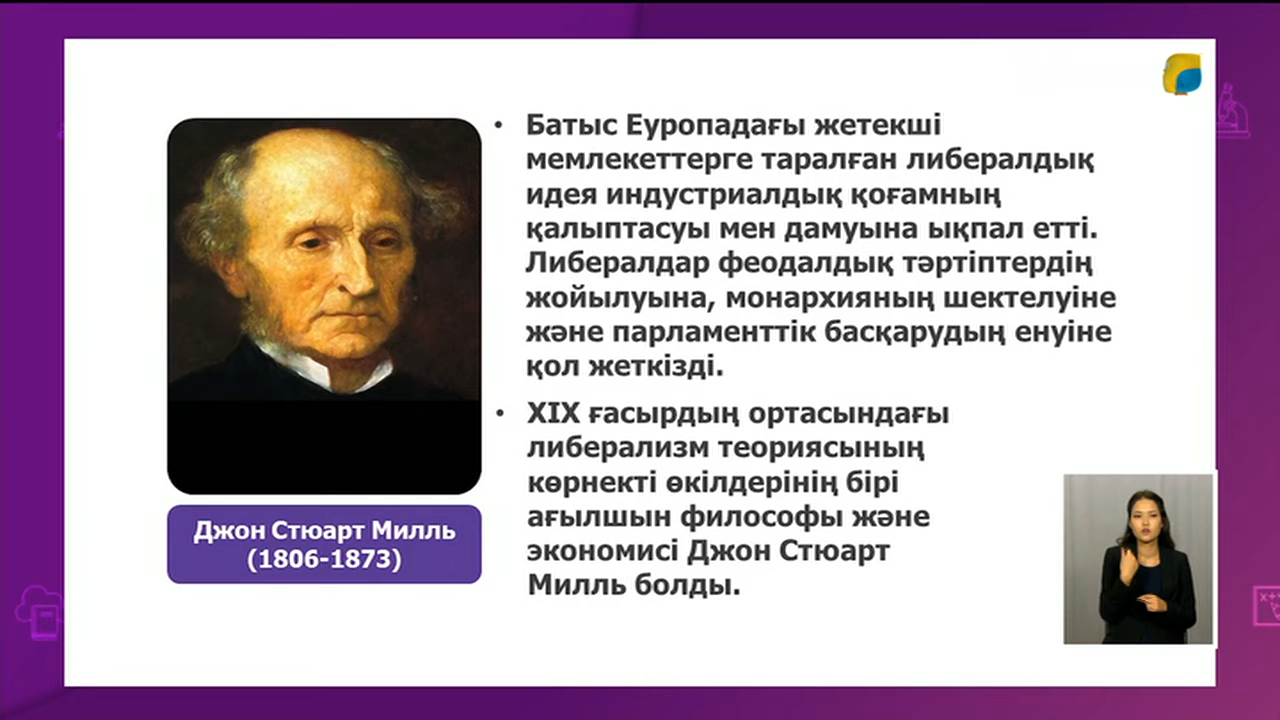 Батыс Еуропадағы жетекші
мемлекеттерге таралған либералдық
идея индустриалдық қоғамның
қалыптасуы мен дамуына ықпал етті.
Либералдар феодалдық тәртіптердің
жойылуына, монархияның шектелуіне
және парламенттік басқарудың енуіне
қол жеткізді.
XIX ғасырдың ортасындағы
либерализм теориясының
көрнекті өкілдерінің бірі
ағылшын философы және
экономисі Джон Стюарт
Милль болды.
Джон Стюарт Милль
(1806-1873)